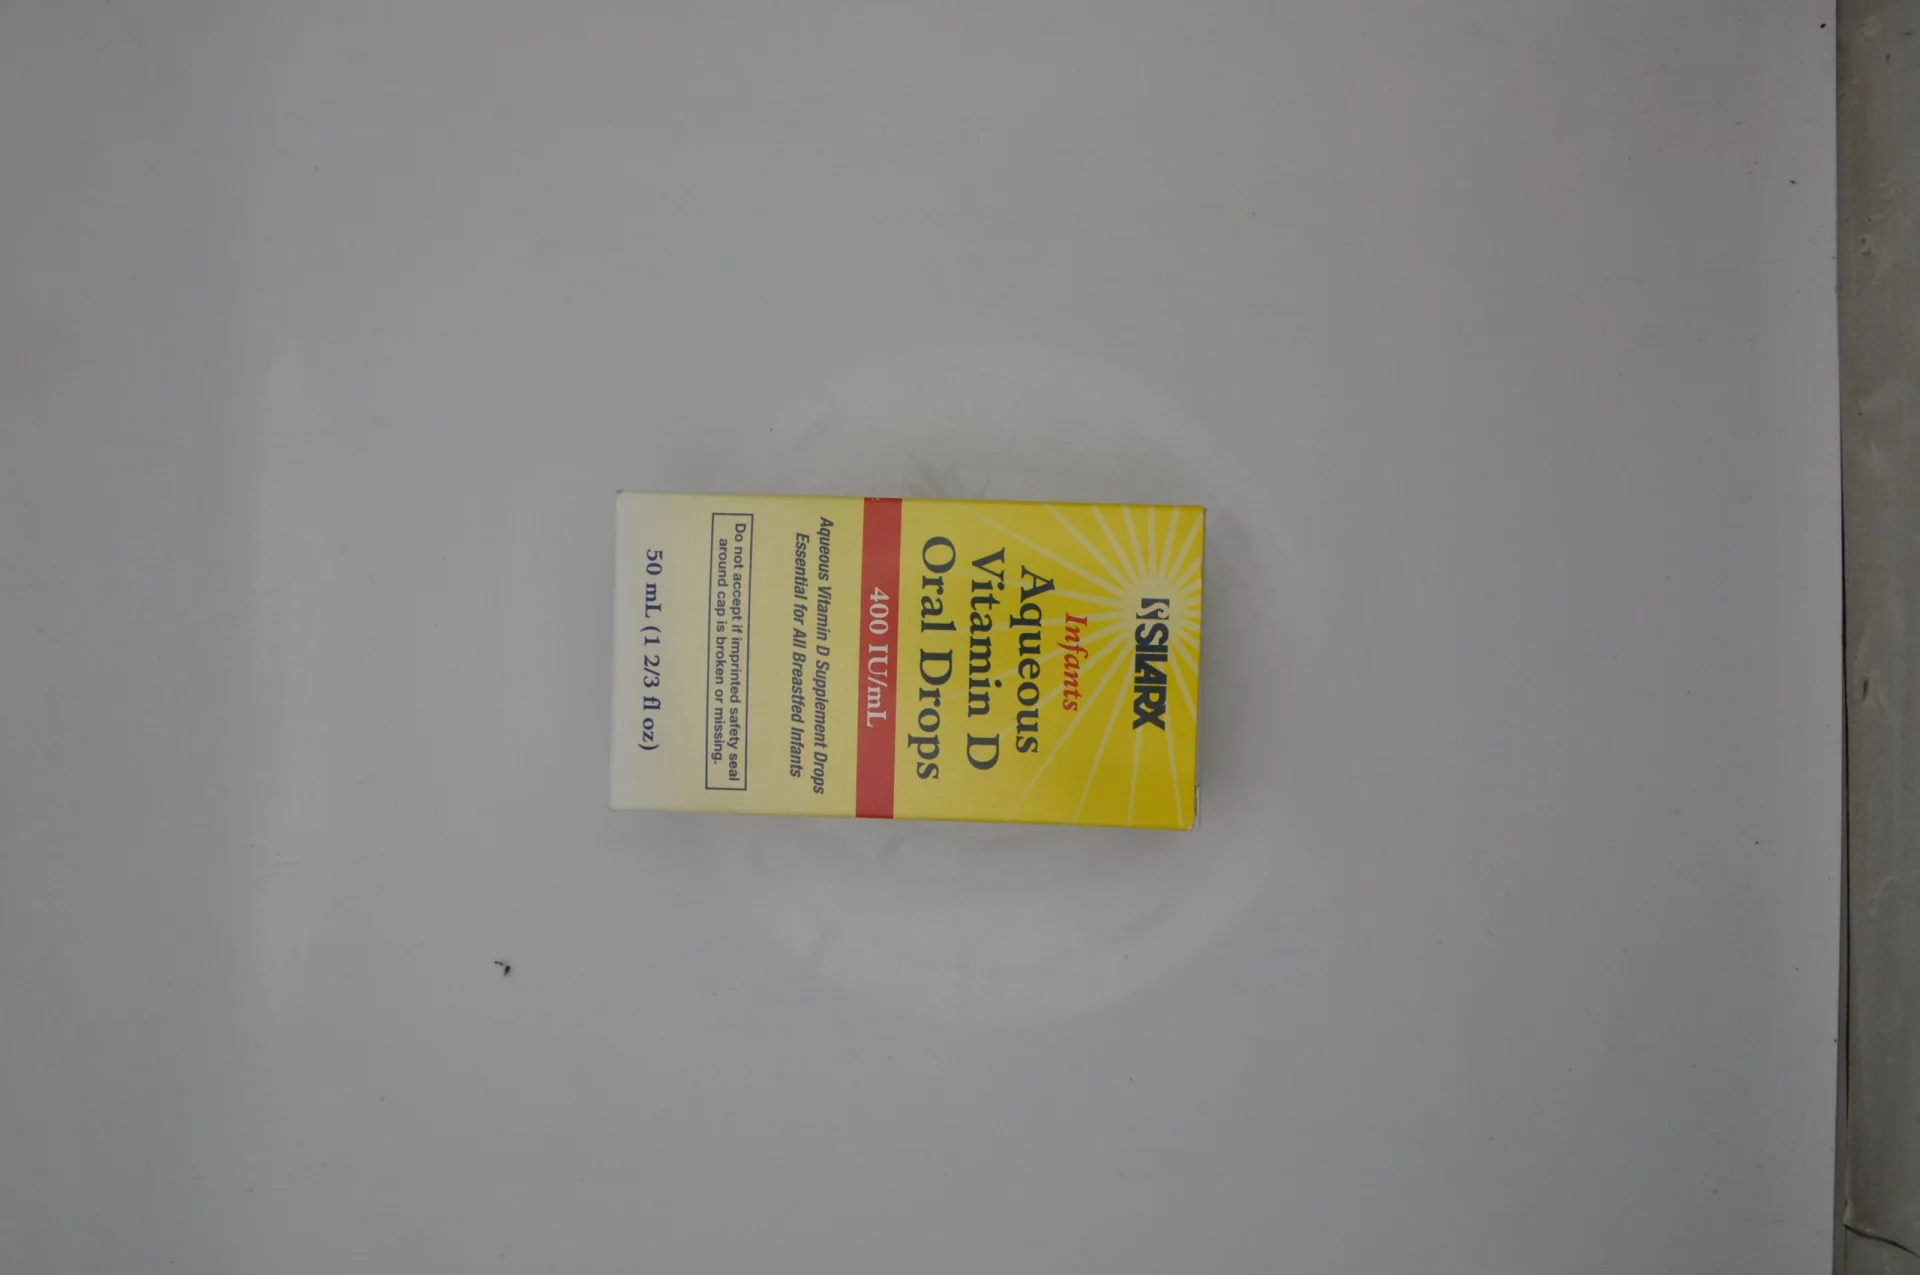 SILARX
Infants
Aqueous
Vitamin D
Oral Drops
400 IU/mL
Aqueous Vitamin D Supplement Drops
Essential for All Breastfed Infants
Do not accept if imprinted safety seal
around cap is broken or missing.
50 mL (1 2/3 fl oz)